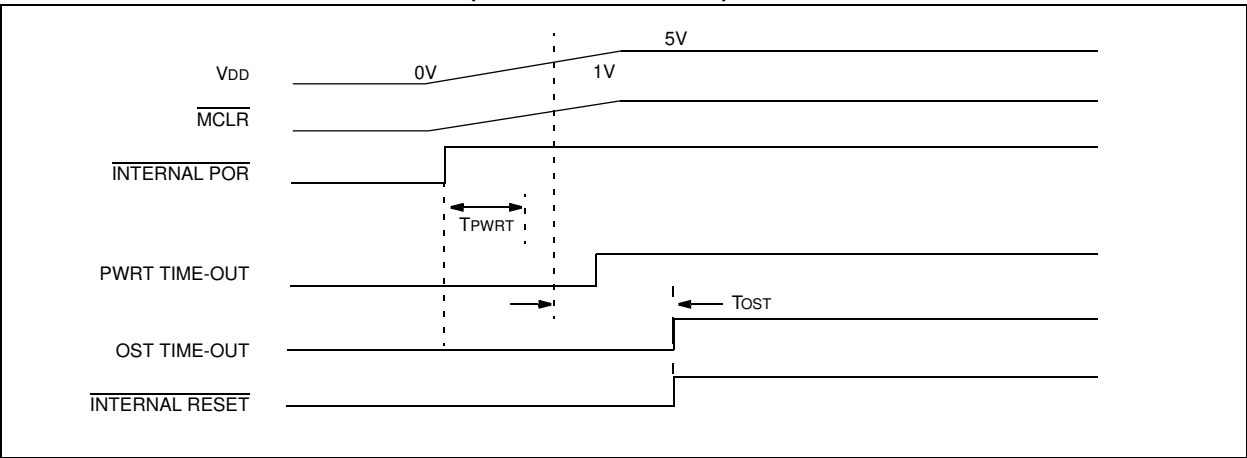 5V
VDD 0V 1V
MCLR
INTERNAL POR
TPWRT
PWRT TIME-OUT
TOST
OST TIME-OUT
INTERNAL RESET